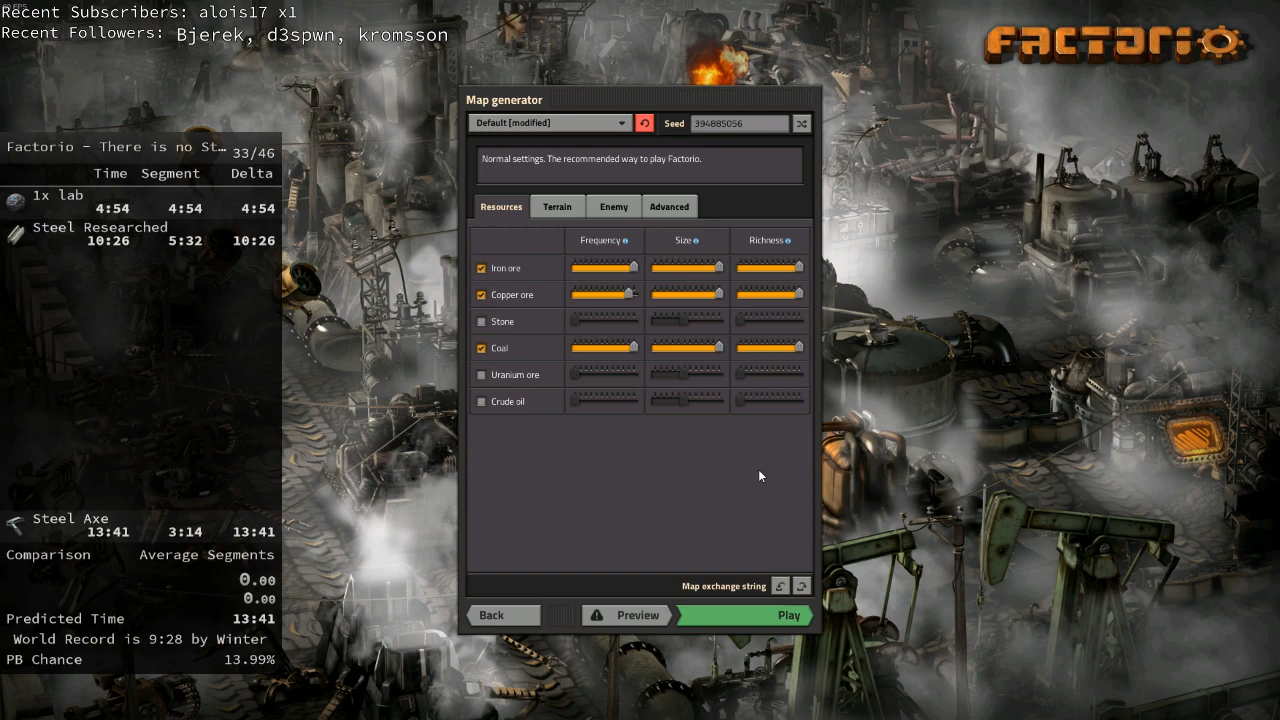 Recent Subscribers: alois17 x1
Recent Followers: Bjerek, d3spwn, kromsson
FACTORIO
Factorio - There is no St… 33/46
Time Segment Delta
1x lab
4:54 4:54 4:54
Steel Researched
10:26 5:32 10:26
Steel Axe
13:41 3:14 13:41
Comparison Average Segments
0.00
0.00
Predicted Time 13:41
World Record is 9:28 by Winter
PB Chance 13.99%
Map generator
Default [modified] Seed 394885056
Normal settings. The recommended way to play Factorio.
Resources Terrain Enemy Advanced
Frequency Size Richness
Iron ore
Copper ore
Stone
Coal
Uranium ore
Crude oil
Map exchange string
Back Preview Play